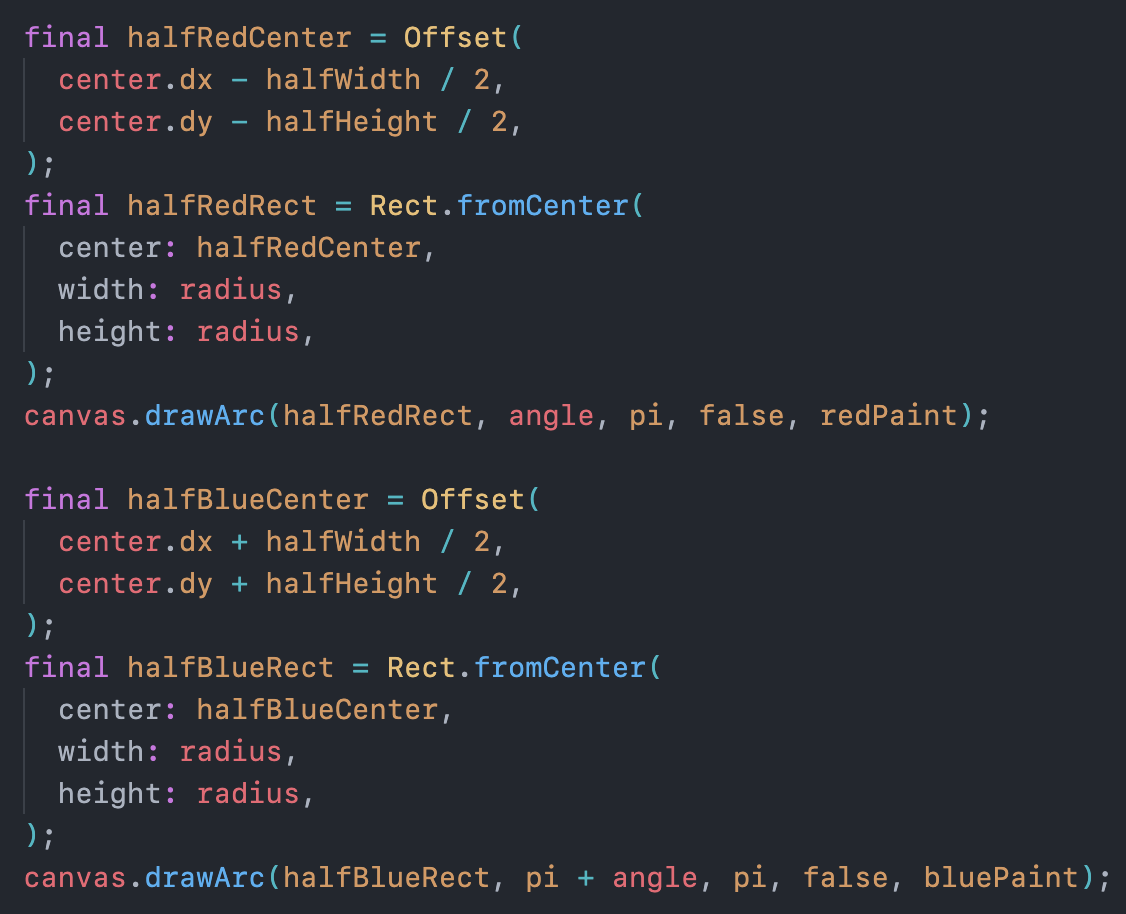 final halfRedCenter = Offset(
  center.dx - halfWidth / 2,
  center.dy - halfHeight / 2,
);
final halfRedRect = Rect.fromCenter(
  center: halfRedCenter,
  width: radius,
  height: radius,
);
canvas.drawArc(halfRedRect, angle, pi, false, redPaint);

final halfBlueCenter = Offset(
  center.dx + halfWidth / 2,
  center.dy + halfHeight / 2,
);
final halfBlueRect = Rect.fromCenter(
  center: halfBlueCenter,
  width: radius,
  height: radius,
);
canvas.drawArc(halfBlueRect, pi + angle, pi, false, bluePaint);